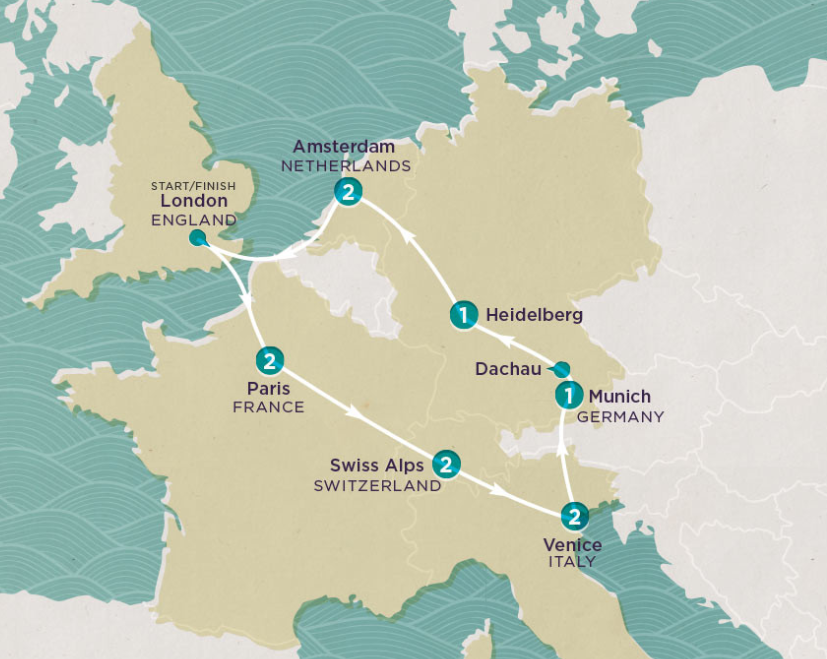 Amsterdam
NETHERLANDS
2
START/FINISH
London
ENGLAND
1
Heidelberg
2
Paris
FRANCE
Dachau
1
Munich
GERMANY
2
Swiss Alps
SWITZERLAND
2
Venice
ITALY